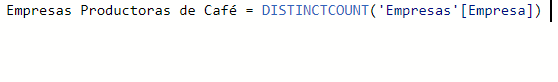 Empresas Productoras de Café = DISTINCTCOUNT('Empresas'[Empresa])